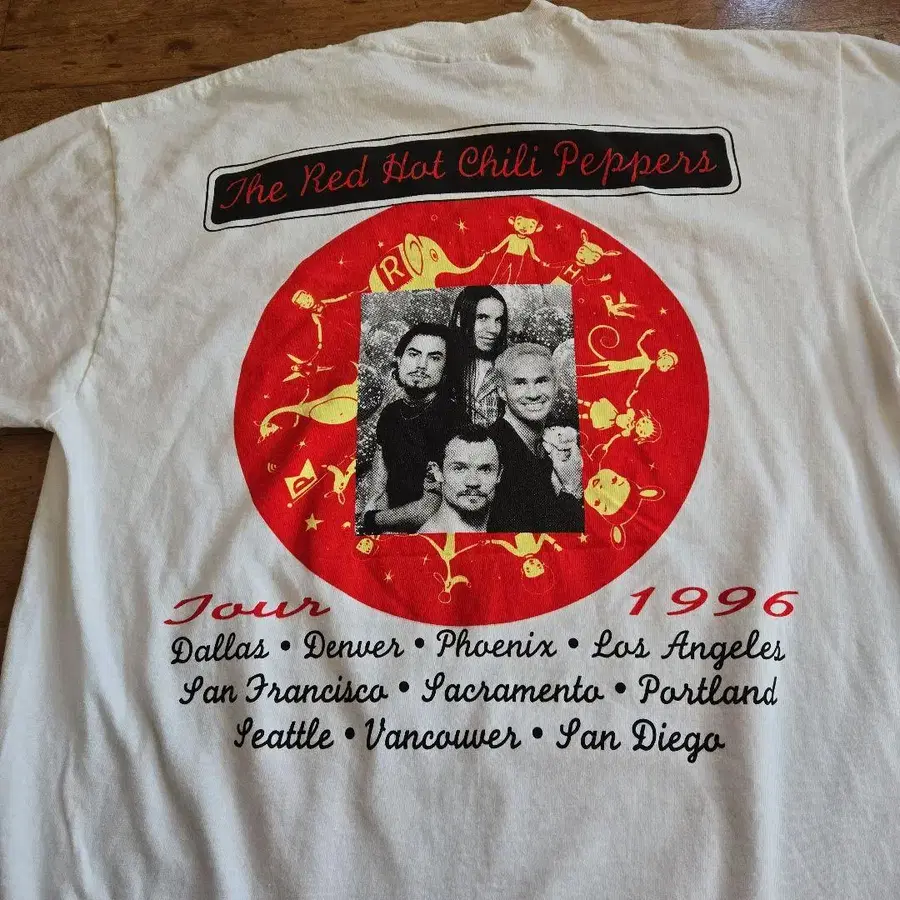 The Red Hot Chili Peppers
R
H
Tour 1996
Dallas • Denver • Phoenix • Los Angeles
San Francisco • Sacramento • Portland
Seattle • Vancouver • San Diego